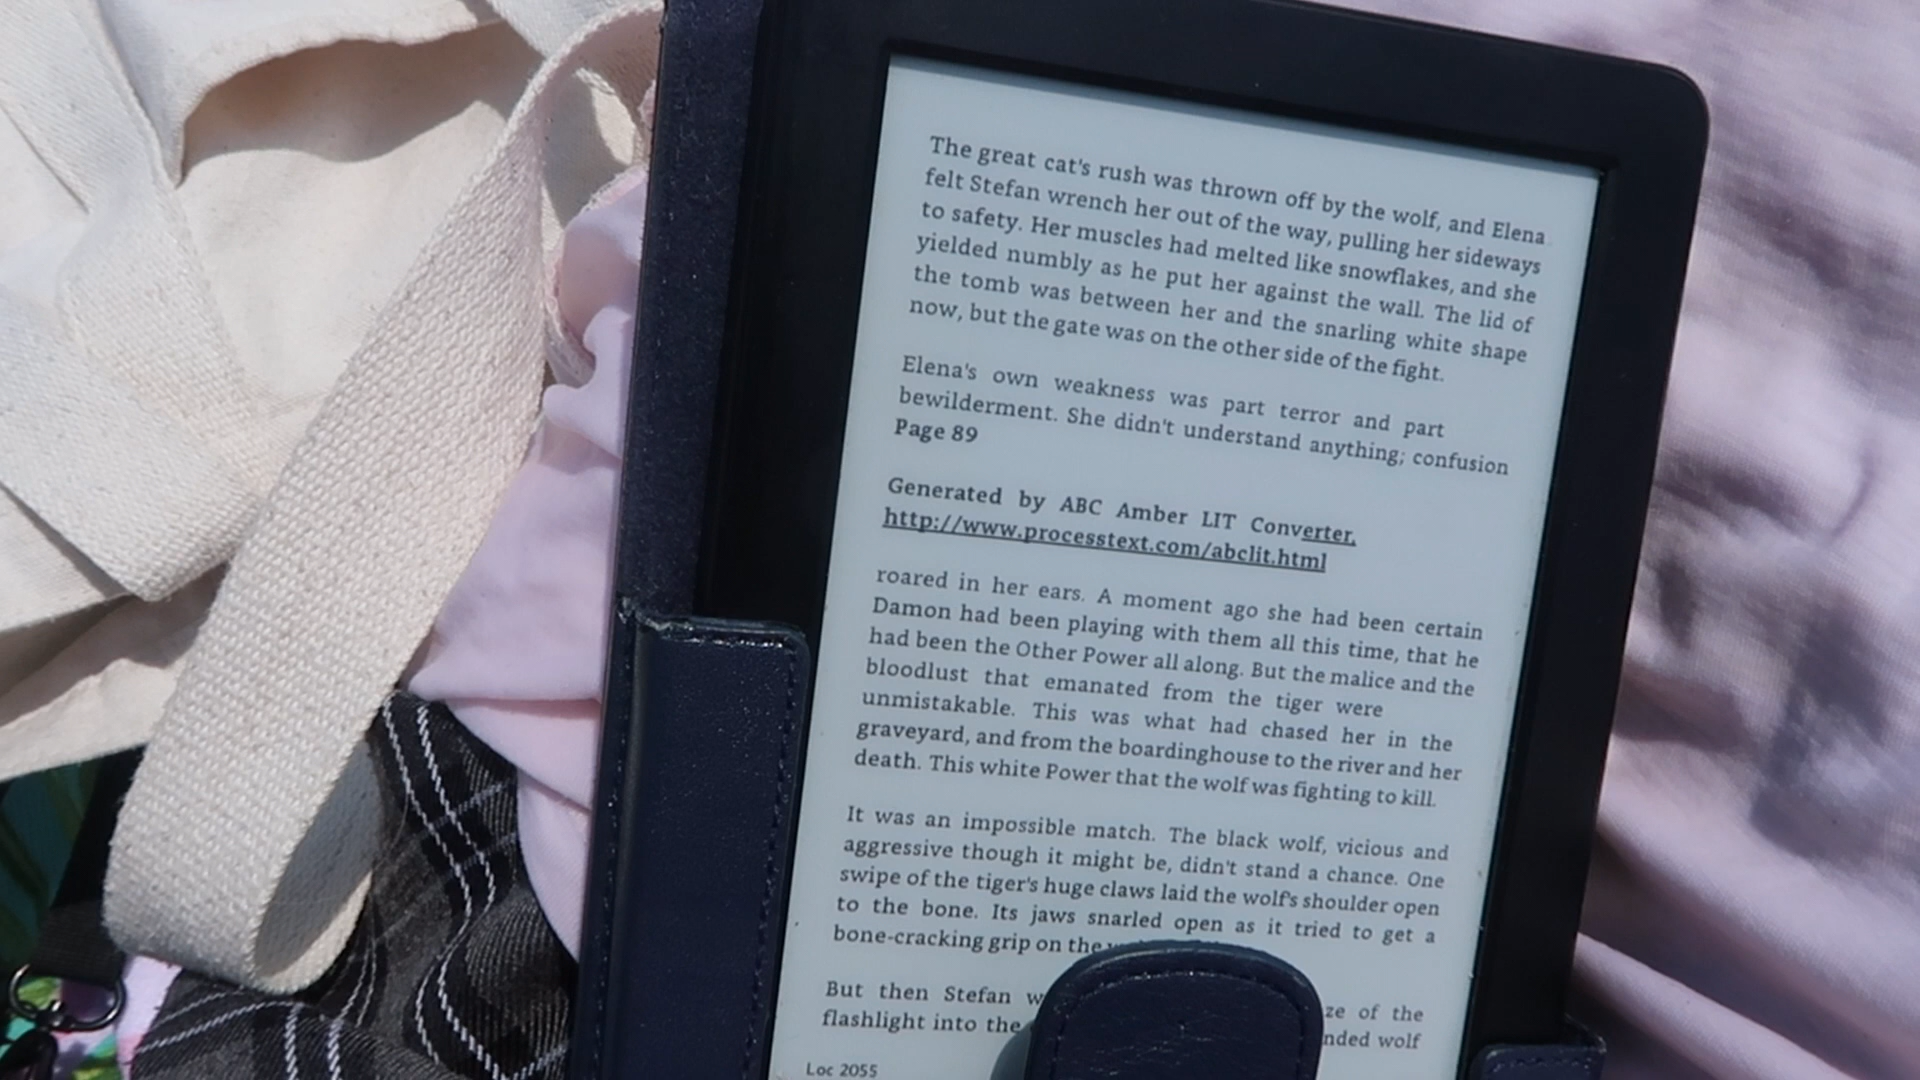 The great cat's rush was thrown off by the wolf, and Elena
felt Stefan wrench her out of the way, pulling her sideways
to safety. Her muscles had melted like snowflakes, and she
yielded numbly as he put her against the wall. The lid of
the tomb was between her and the snarling white shape
now, but the gate was on the other side of the fight.
Elena's own weakness was part terror and part
bewilderment. She didn't understand anything; confusion
Page 89
Generated by ABC Amber LIT Converter,
http://www.processtext.com/abclit.html
roared in her ears. A moment ago she had been certain
Damon had been playing with them all this time, that he
had been the Other Power all along. But the malice and the
bloodlust that emanated from the tiger were
unmistakable. This was what had chased her in the
graveyard, and from the boardinghouse to the river and her
death. This white Power that the wolf was fighting to kill.
It was an impossible match. The black wolf, vicious and
aggressive though it might be, didn't stand a chance. One
swipe of the tiger's huge claws laid the wolf's shoulder open
to the bone. Its jaws snarled open as it tried to get a
bone-cracking grip on the
But then Stefan of the
flashlight into the wolf
Loc 2055